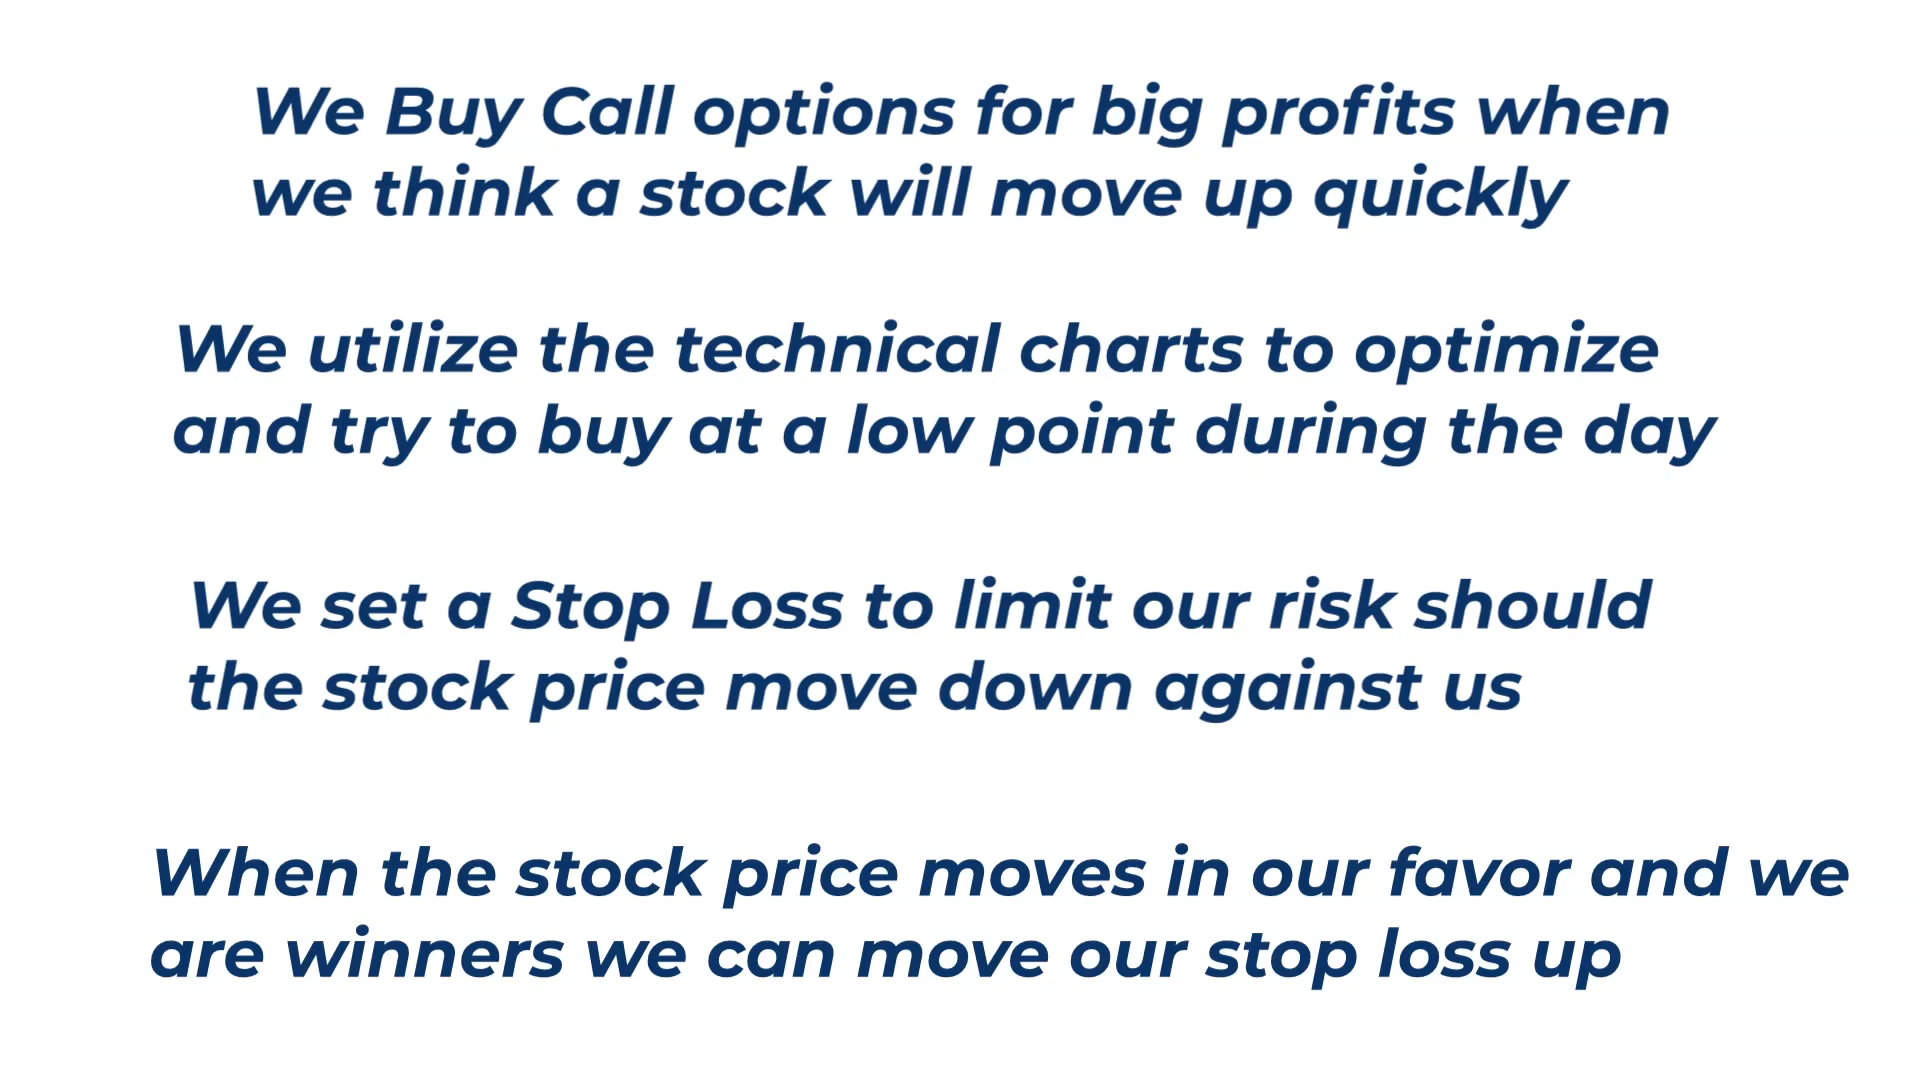 We Buy Call options for big profits when
we think a stock will move up quickly
We utilize the technical charts to optimize
and try to buy at a low point during the day
We set a Stop Loss to limit our risk should
the stock price move down against us
When the stock price moves in our favor and we
are winners we can move our stop loss up